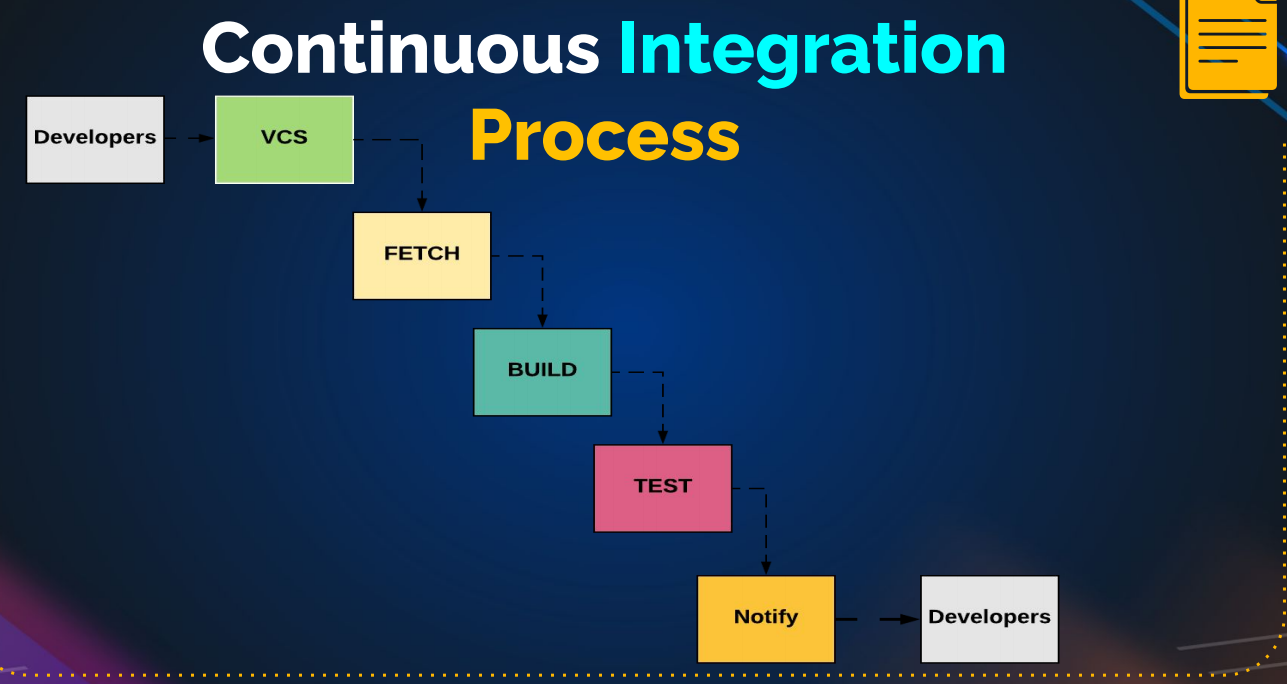 Continuous Integration
Process
Developers
VCS
FETCH
BUILD
TEST
Notify
Developers